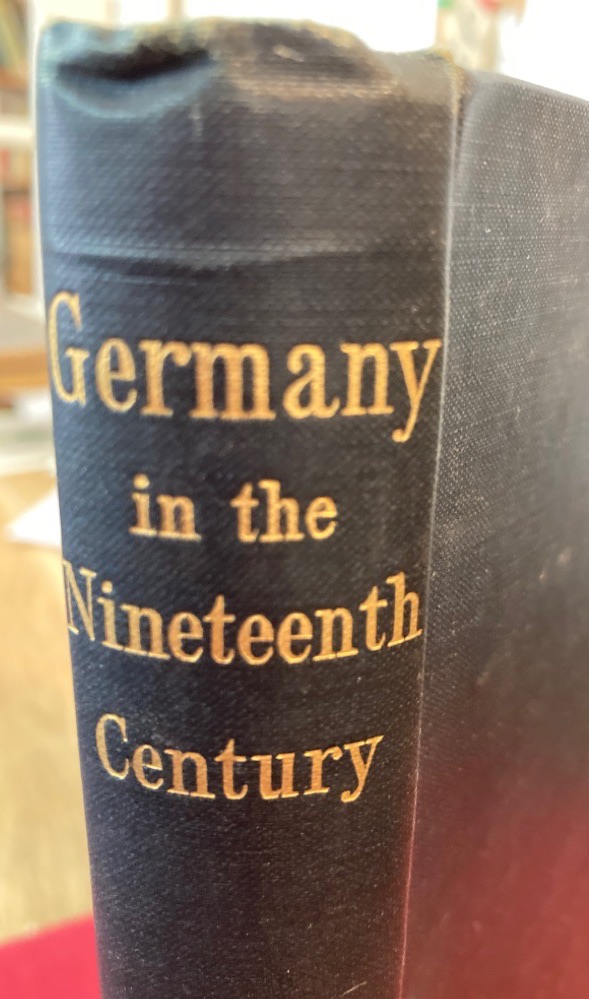 Germany
in the
Nineteenth
Century